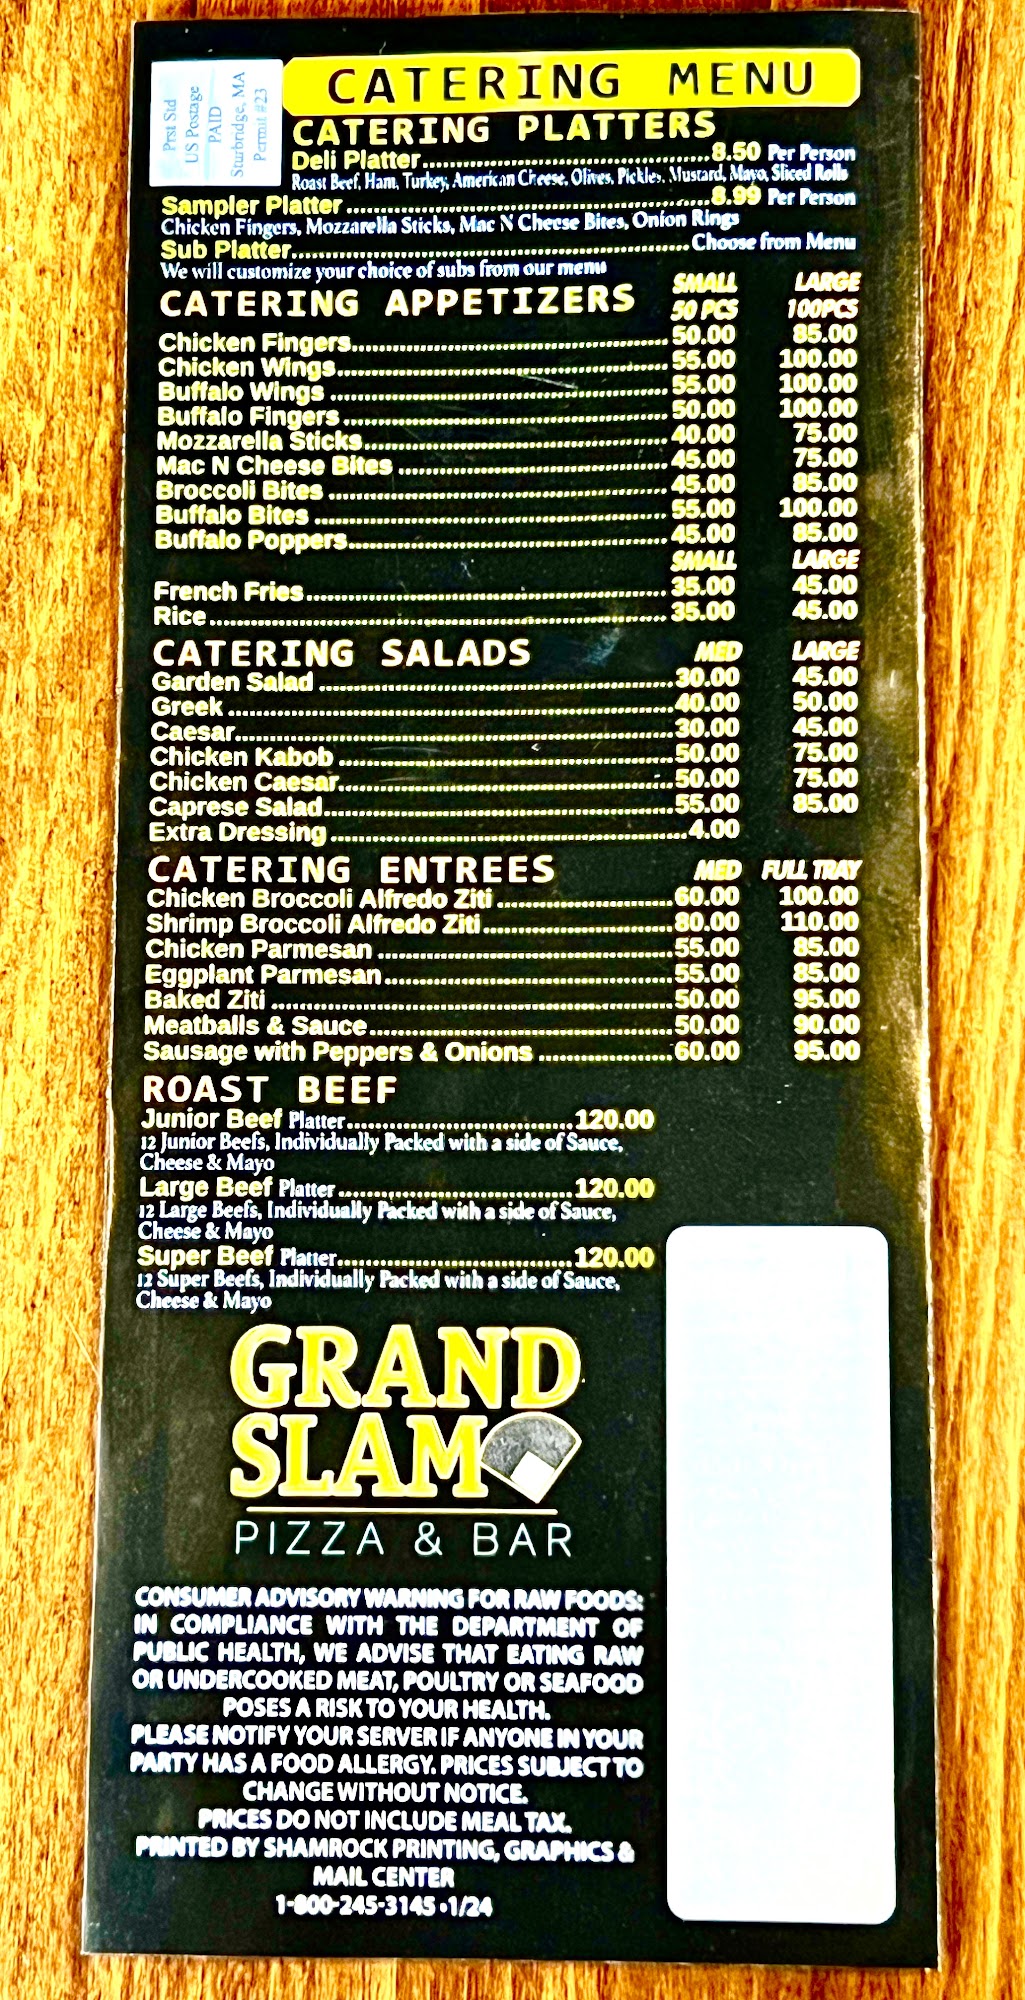 Prst Std
US Postage
PAID
Sturbridge, MA
Permit #23
CATERING MENU
CATERING PLATTERS
Deli Platter 8.50 Per Person
Roast Beef, Ham, Turkey, American Cheese, Olives, Pickles, Mustard, Mayo, Sliced Rolls
Sampler Platter 8.99 Per Person
Chicken Fingers, Mozzarella Sticks, Mac N Cheese Bites, Onion Rings
Sub Platter Choose from Menu
We will customize your choice of subs from our menu
SMALL LARGE
CATERING APPETIZERS 50 PCS 100PCS
Chicken Fingers 50.00 85.00
Chicken Wings 55.00 100.00
Buffalo Wings 55.00 100.00
Buffalo Fingers 50.00 100.00
Mozzarella Sticks 40.00 75.00
Mac N Cheese Bites 45.00 75.00
Broccoli Bites 45.00 85.00
Buffalo Bites 55.00 100.00
Buffalo Poppers 45.00 85.00
SMALL LARGE
French Fries 35.00 45.00
Rice 35.00 45.00
CATERING SALADS MED LARGE
Garden Salad 30.00 45.00
Greek 40.00 50.00
Caesar 30.00 45.00
Chicken Kabob 50.00 75.00
Chicken Caesar 50.00 75.00
Caprese Salad 55.00 85.00
Extra Dressing 4.00
CATERING ENTREES MED FULL TRAY
Chicken Broccoli Alfredo Ziti 60.00 100.00
Shrimp Broccoli Alfredo Ziti 80.00 110.00
Chicken Parmesan 55.00 85.00
Eggplant Parmesan 55.00 85.00
Baked Ziti 50.00 95.00
Meatballs & Sauce 50.00 90.00
Sausage with Peppers & Onions 60.00 95.00
ROAST BEEF
Junior Beef Platter 120.00
12 Junior Beefs, Individually Packed with a side of Sauce,
Cheese & Mayo
Large Beef Platter 120.00
12 Large Beefs, Individually Packed with a side of Sauce,
Cheese & Mayo
Super Beef Platter 120.00
12 Super Beefs, Individually Packed with a side of Sauce,
Cheese & Mayo
GRAND
SLAM
PIZZA & BAR
CONSUMER ADVISORY WARNING FOR RAW FOODS:
IN COMPLIANCE WITH THE DEPARTMENT OF
PUBLIC HEALTH, WE ADVISE THAT EATING RAW
OR UNDERCOOKED MEAT, POULTRY OR SEAFOOD
POSES A RISK TO YOUR HEALTH.
PLEASE NOTIFY YOUR SERVER IF ANYONE IN YOUR
PARTY HAS A FOOD ALLERGY. PRICES SUBJECT TO
CHANGE WITHOUT NOTICE.
PRICES DO NOT INCLUDE MEAL TAX.
PRINTED BY SHAMROCK PRINTING, GRAPHICS &
MAIL CENTER
1-800-245-3145 • 1/24